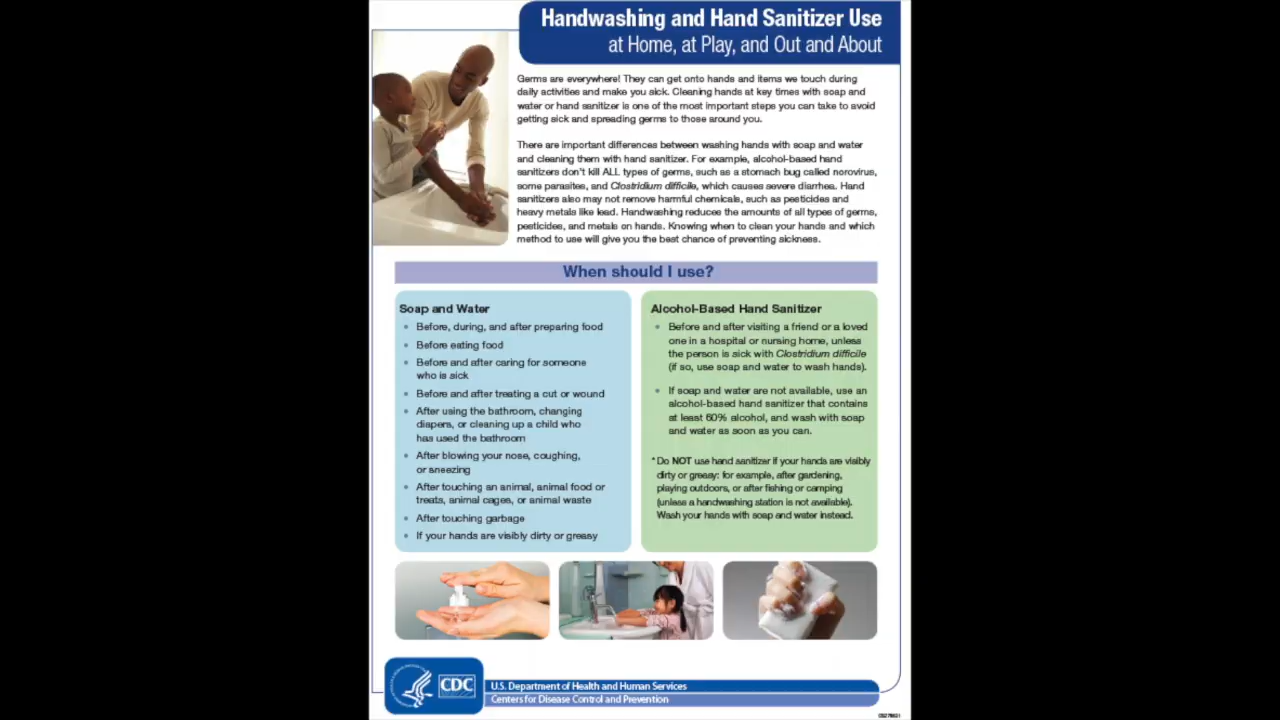 Handwashing and Hand Sanitizer Use
at Home, at Play, and Out and About
Germs are everywhere! They can get onto hands and items we touch during
daily activities and make you sick. Cleaning hands at key times with soap and
water or hand sanitizer is one of the most important steps you can take to avoid
getting sick and spreading germs to those around you.
There are important differences between washing hands with soap and water
and cleaning them with hand sanitizer. For example, alcohol-based hand
sanitizers don't kill ALL types of germs, such as a stomach bug called norovirus,
some parasites, and Clostridium difficile, which causes severe diarrhea. Hand
sanitizers also may not remove harmful chemicals, such as pesticides and
heavy metals like lead. Handwashing reduces the amounts of all types of germs,
pesticides, and metals on hands. Knowing when to clean your hands and which
method to use will give you the best chance of preventing sickness.
When should I use?
Soap and Water
• Before, during, and after preparing food
• Before eating food
• Before and after caring for someone
who is sick
• Before and after treating a cut or wound
• After using the bathroom, changing
diapers, or cleaning up a child who
has used the bathroom
• After blowing your nose, coughing,
or sneezing
• After touching an animal, animal food or
treats, animal cages, or animal waste
• After touching garbage
• If your hands are visibly dirty or greasy
Alcohol-Based Hand Sanitizer
• Before and after visiting a friend or a loved
one in a hospital or nursing home, unless
the person is sick with Clostridium difficile
(if so, use soap and water to wash hands).
• If soap and water are not available, use an
alcohol-based hand sanitizer that contains
at least 60% alcohol, and wash with soap
and water as soon as you can.
* Do NOT use hand sanitizer if your hands are visibly
dirty or greasy: for example, after gardening,
playing outdoors, or after fishing or camping
(unless a handwashing station is not available).
Wash your hands with soap and water instead.
CDC
U.S. Department of Health and Human Services
Centers for Disease Control and Prevention